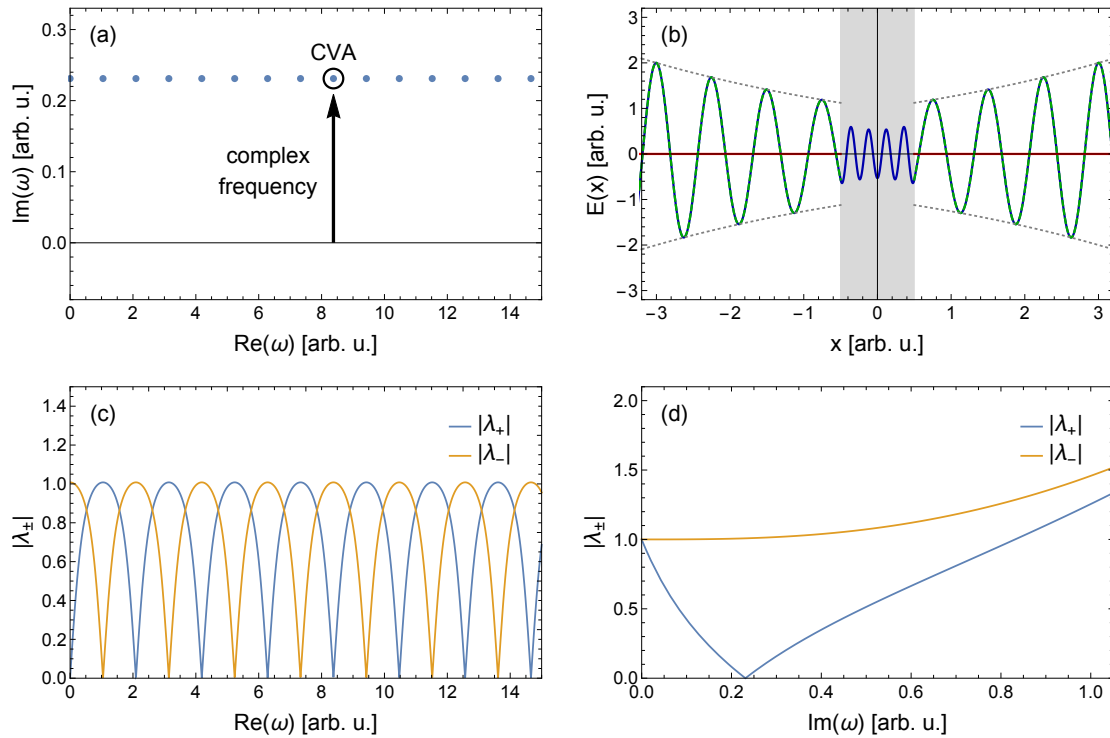 (a)
CVA
complex
frequency
0.3
0.2
0.1
0.0
Im(ω) [arb. u.]
0 2 4 6 8 10 12 14
Re(ω) [arb. u.]
(b)
3
2
1
0
−1
−2
−3
E(x) [arb. u.]
−3 −2 −1 0 1 2 3
x [arb. u.]
(c)
|λ+|
|λ−|
1.4
1.2
1.0
0.8
0.6
0.4
0.2
0.0
|λ±|
0 2 4 6 8 10 12 14
Re(ω) [arb. u.]
(d)
|λ+|
|λ−|
2.0
1.5
1.0
0.5
0.0
|λ±|
0.0 0.2 0.4 0.6 0.8 1.0
Im(ω) [arb. u.]